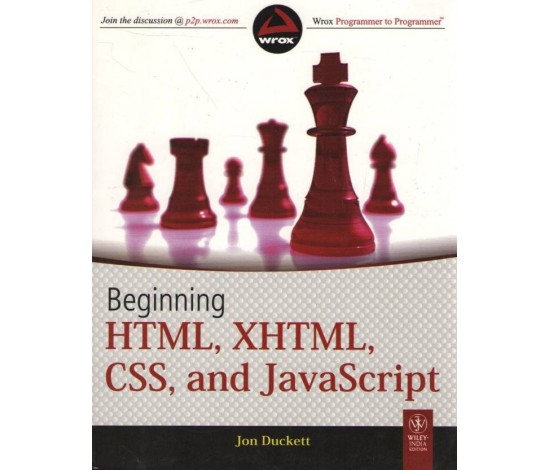 Join the discussion @ p2p.wrox.com
Wrox Programmer to Programmer™
wrox™
Beginning
HTML, XHTML,
CSS, and JavaScript
Jon Duckett
WILEY-
INDIA
EDITION